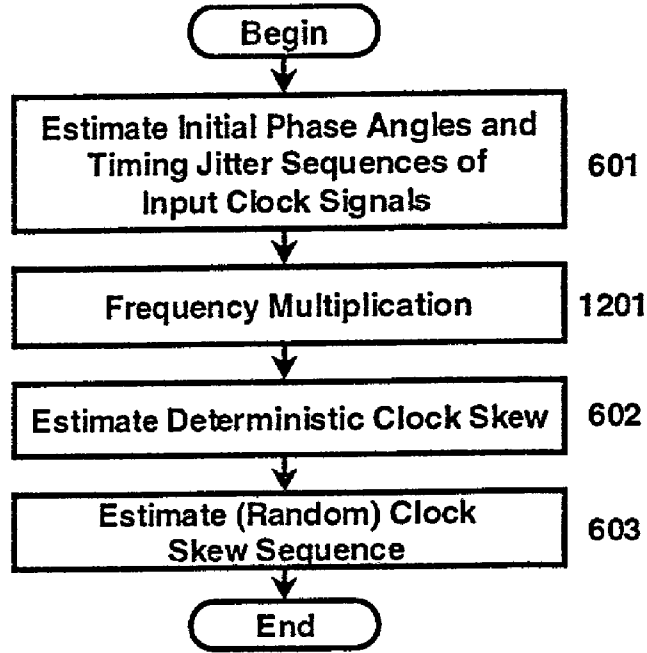 Begin
Estimate Initial Phase Angles and
Timing Jitter Sequences of
Input Clock Signals
601
Frequency Multiplication
1201
Estimate Deterministic Clock Skew
602
Estimate (Random) Clock
Skew Sequence
603
End